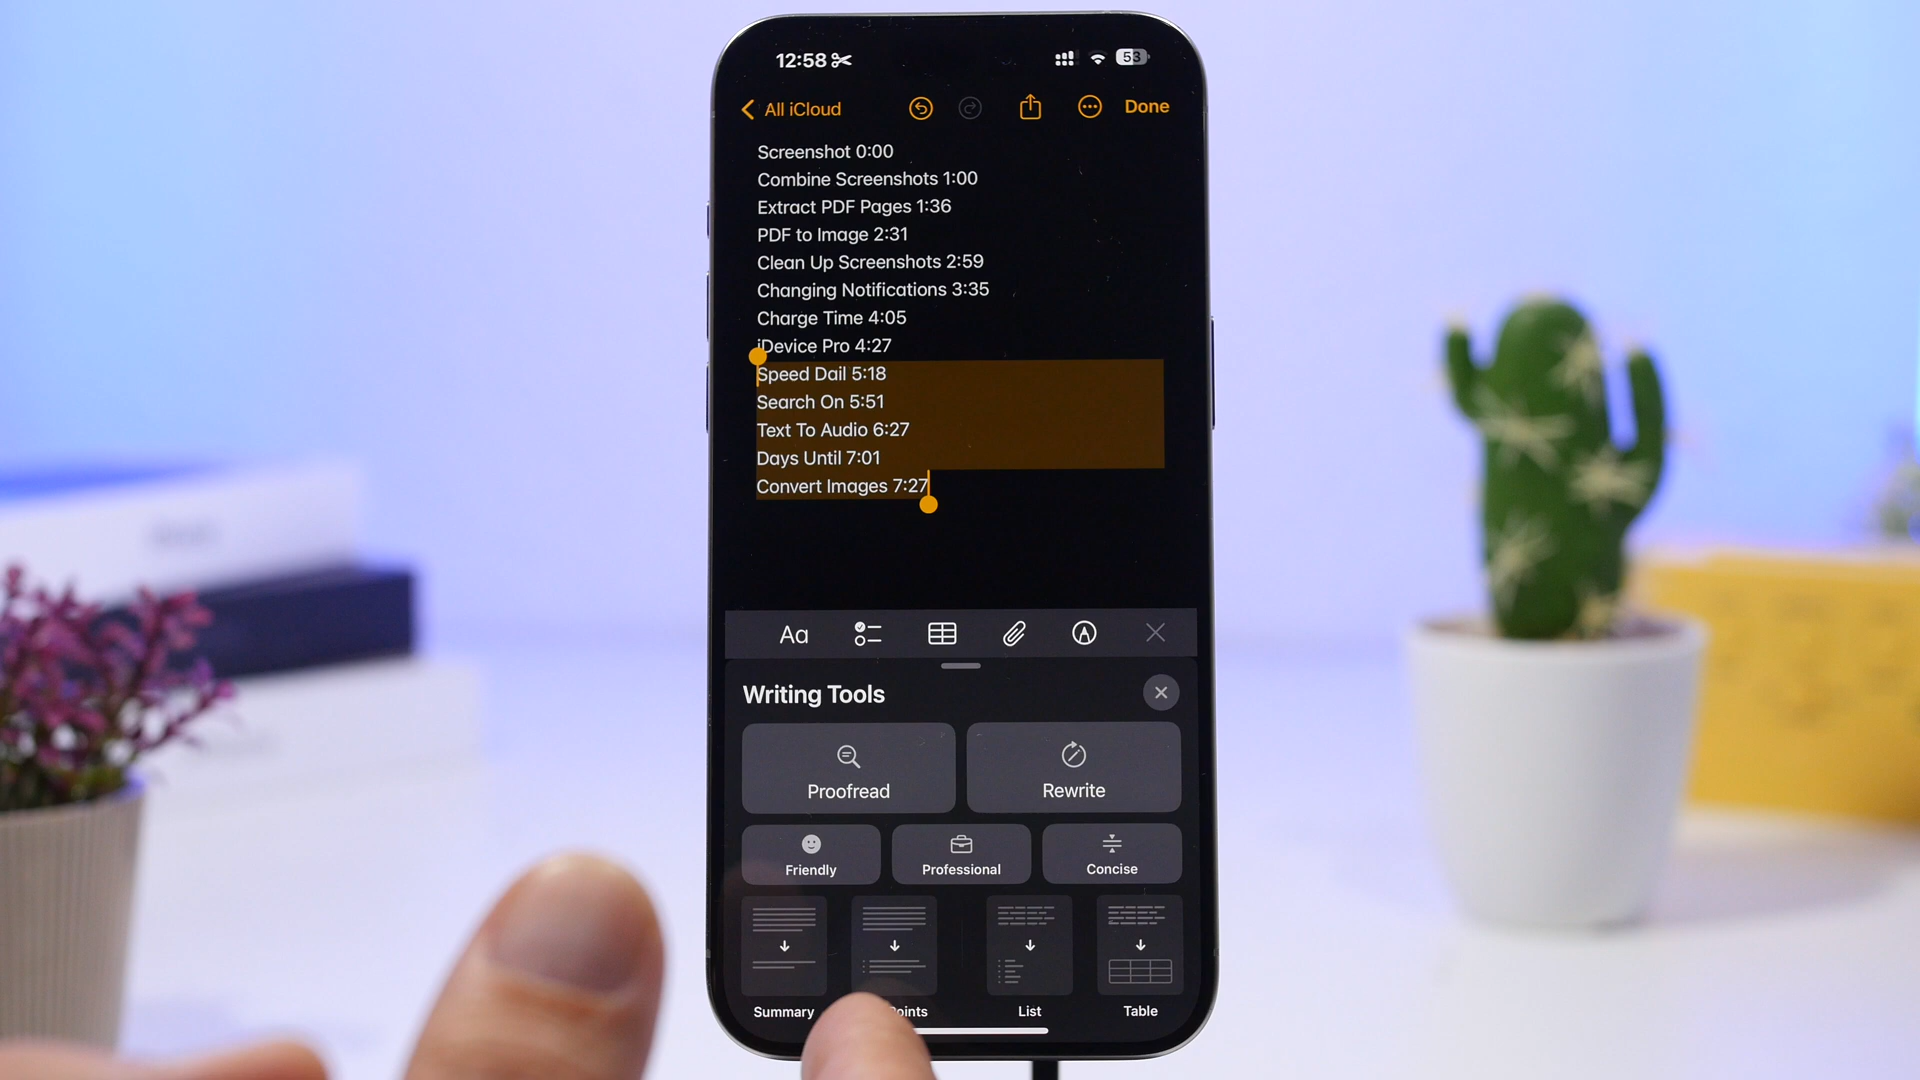 12:58
53
All iCloud
Done
Screenshot 0:00
Combine Screenshots 1:00
Extract PDF Pages 1:36
PDF to Image 2:31
Clean Up Screenshots 2:59
Changing Notifications 3:35
Charge Time 4:05
iDevice Pro 4:27
Speed Dail 5:18
Search On 5:51
Text To Audio 6:27
Days Until 7:01
Convert Images 7:27
Aa
Writing Tools
Proofread
Rewrite
Friendly
Professional
Concise
Summary
List
Table